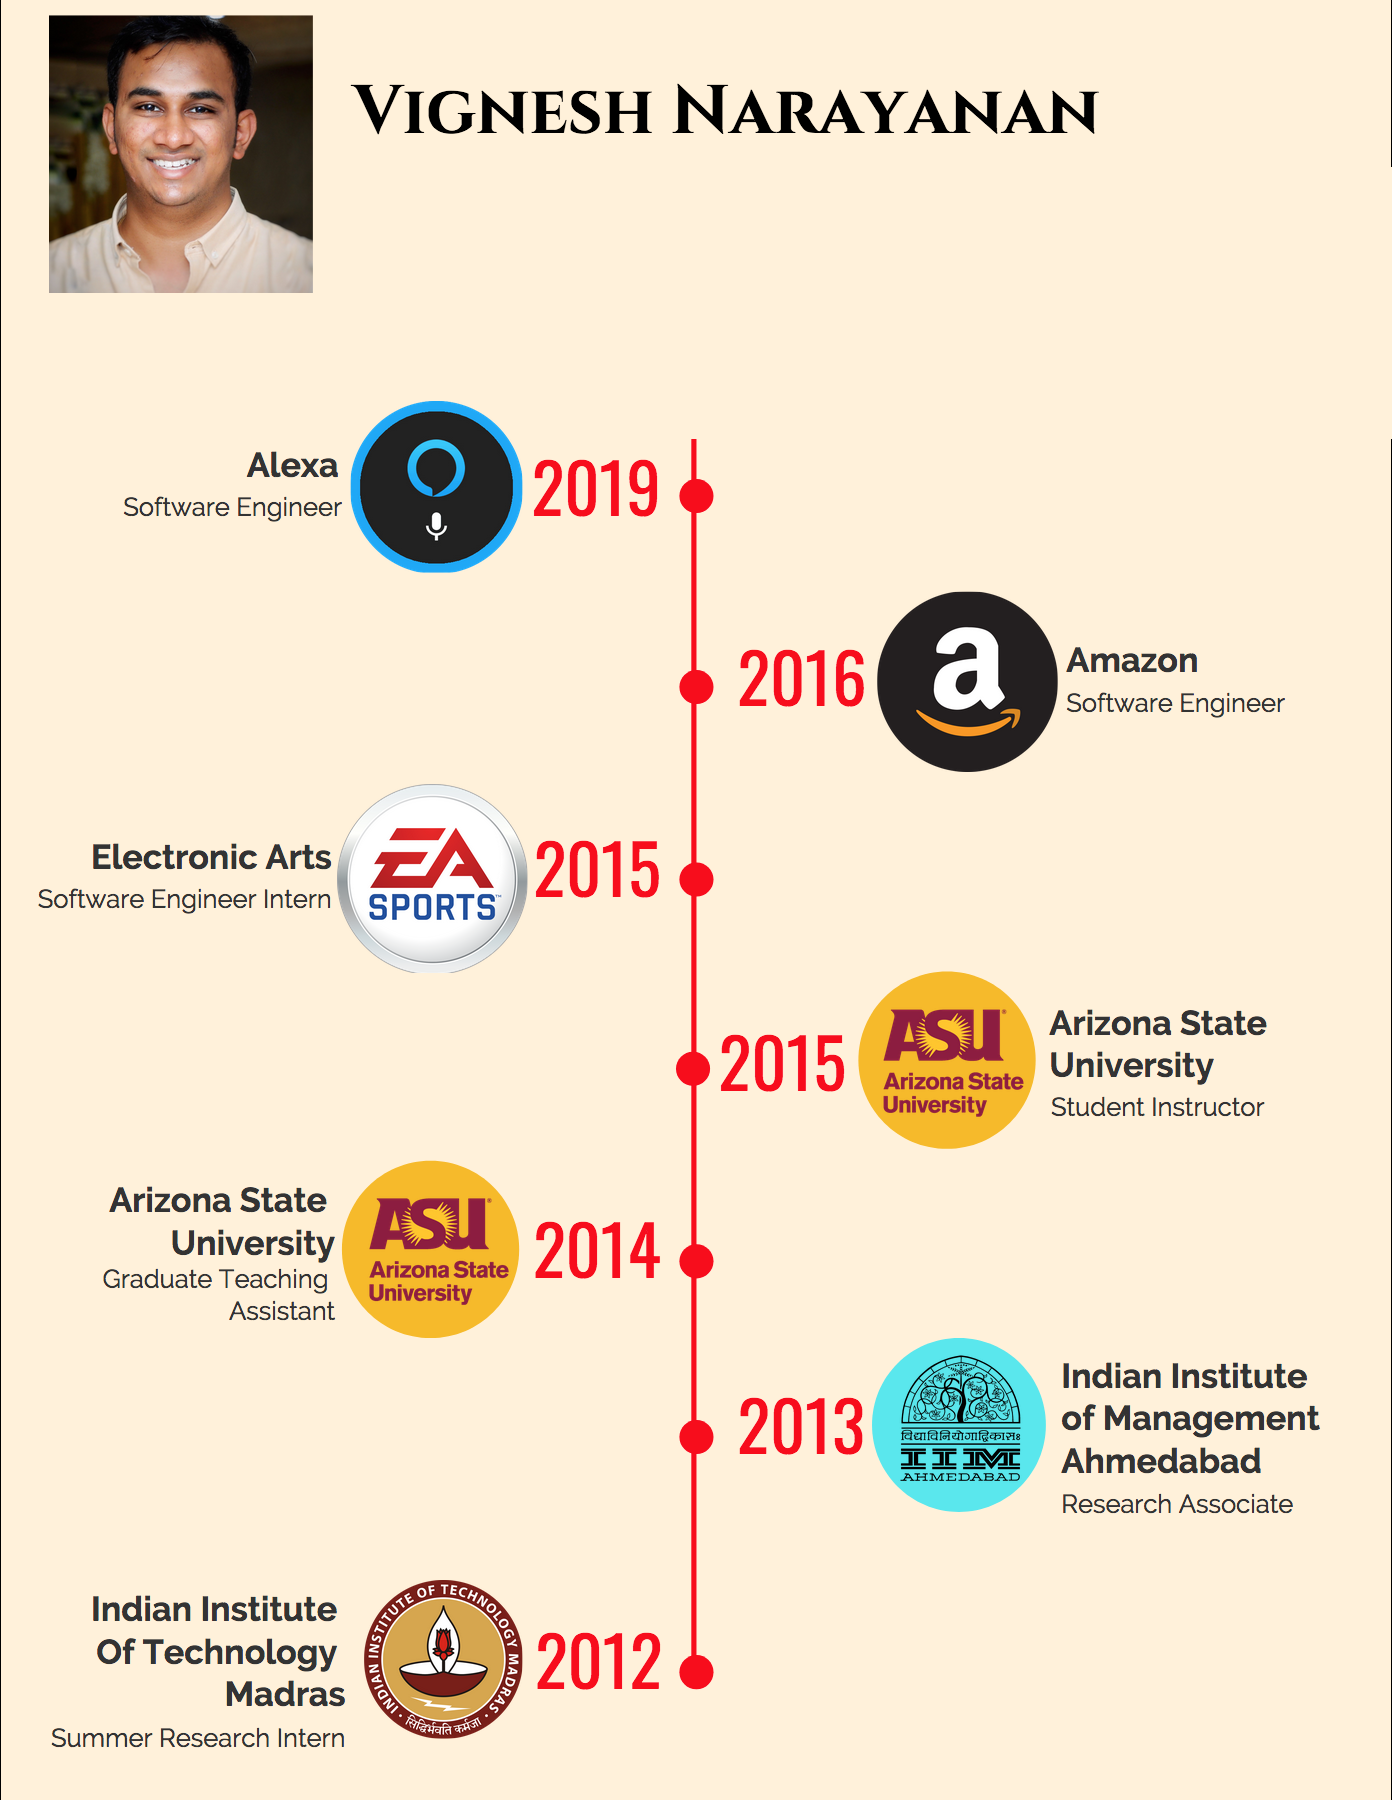 VIGNESH NARAYANAN
Alexa
Software Engineer
2019
2016
a
Amazon
Software Engineer
Electronic Arts
Software Engineer Intern
EA
SPORTS™
2015
2015
ASU®
Arizona State
University
Arizona State
University
Student Instructor
Arizona State
University
Graduate Teaching
Assistant
ASU®
Arizona State
University
2014
2013
विद्याविनियोगाद्विकासः
IIM
AHMEDABAD
Indian Institute
of Management
Ahmedabad
Research Associate
Indian Institute
Of Technology
Madras
Summer Research Intern
INDIAN INSTITUTE OF TECHNOLOGY MADRAS
सिद्धिर्भवति कर्मजा
2012